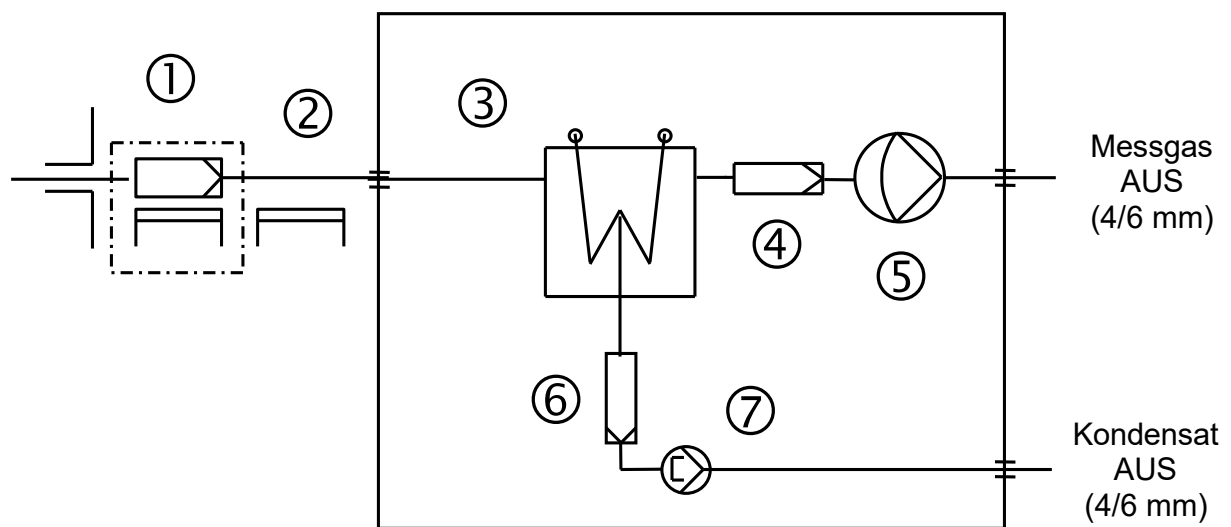 ①
②
③
④
⑤
⑥
⑦
Messgas
AUS
(4/6 mm)
Kondensat
AUS
(4/6 mm)